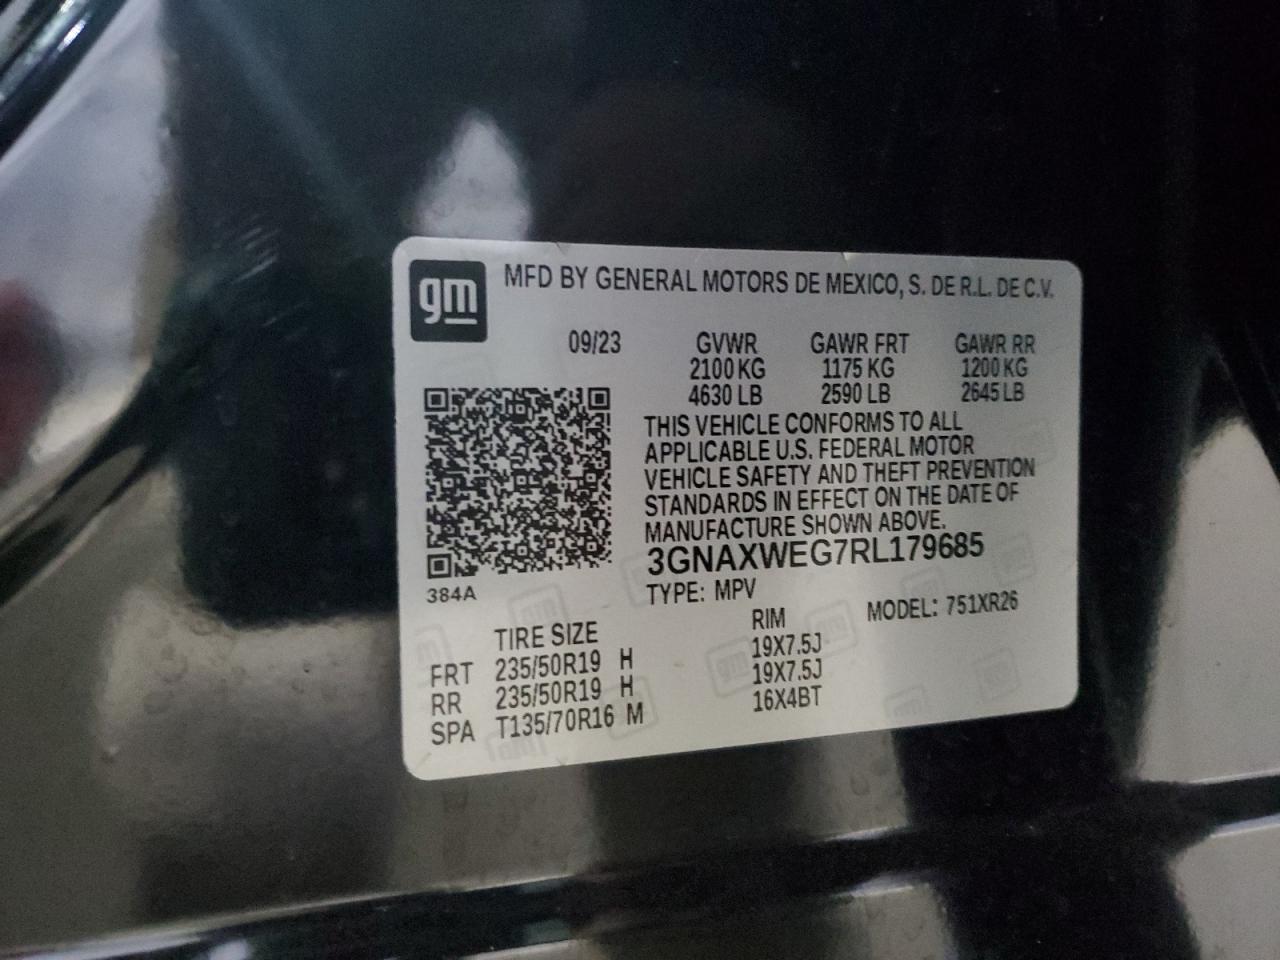 gm
MFD BY GENERAL MOTORS DE MEXICO, S. DE R.L. DE C.V.
09/23 GVWR GAWR FRT GAWR RR
2100 KG 1175 KG 1200 KG
4630 LB 2590 LB 2645 LB
THIS VEHICLE CONFORMS TO ALL
APPLICABLE U.S. FEDERAL MOTOR
VEHICLE SAFETY AND THEFT PREVENTION
STANDARDS IN EFFECT ON THE DATE OF
MANUFACTURE SHOWN ABOVE.
3GNAXWEG7RL179685
384A
TYPE: MPV MODEL: 751XR26
TIRE SIZE RIM
FRT 235/50R19 H 19X7.5J
RR 235/50R19 H 19X7.5J
SPA T135/70R16 M 16X4BT